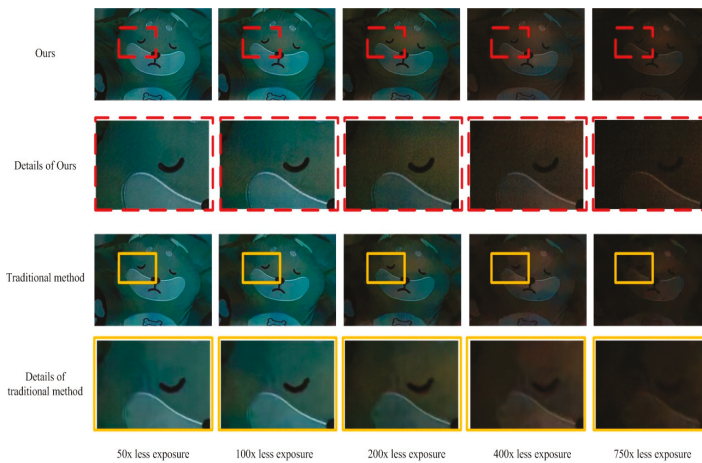 Ours
Details of Ours
Traditional method
Details of
traditional method
50x less exposure 100x less exposure 200x less exposure 400x less exposure 750x less exposure